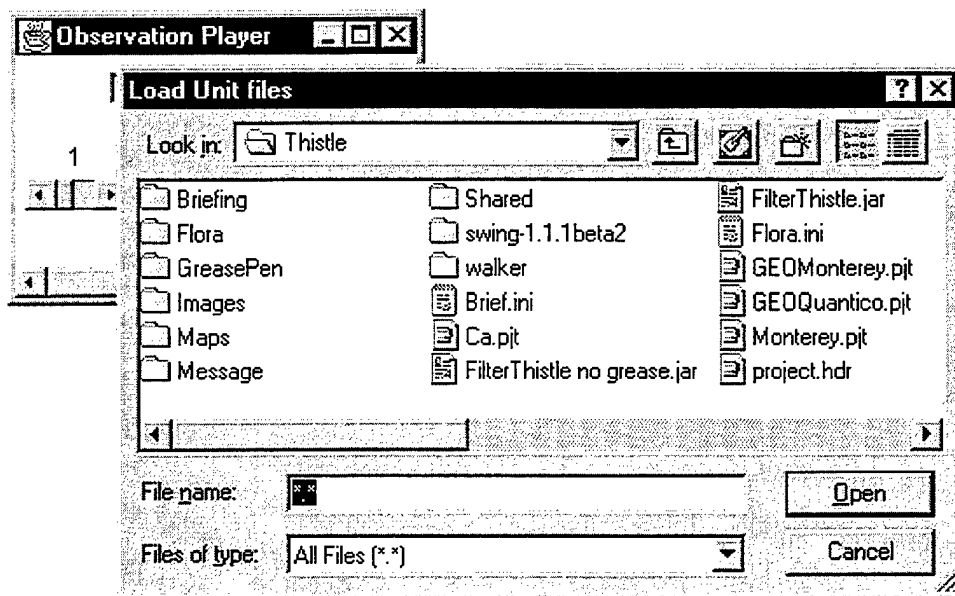 Observation Player
Load Unit files
Look in: Thistle
1
Briefing
Flora
GreasePen
Images
Maps
Message
Shared
swing-1.1.1beta2
walker
Brief.ini
Ca.pjt
FilterThistle no grease.jar
FilterThistle.jar
Flora.ini
GEOMonterey.pjt
GEOQuantico.pjt
Monterey.pjt
project.hdr
File name: *.*
Open
Files of type: All Files (*.*)
Cancel